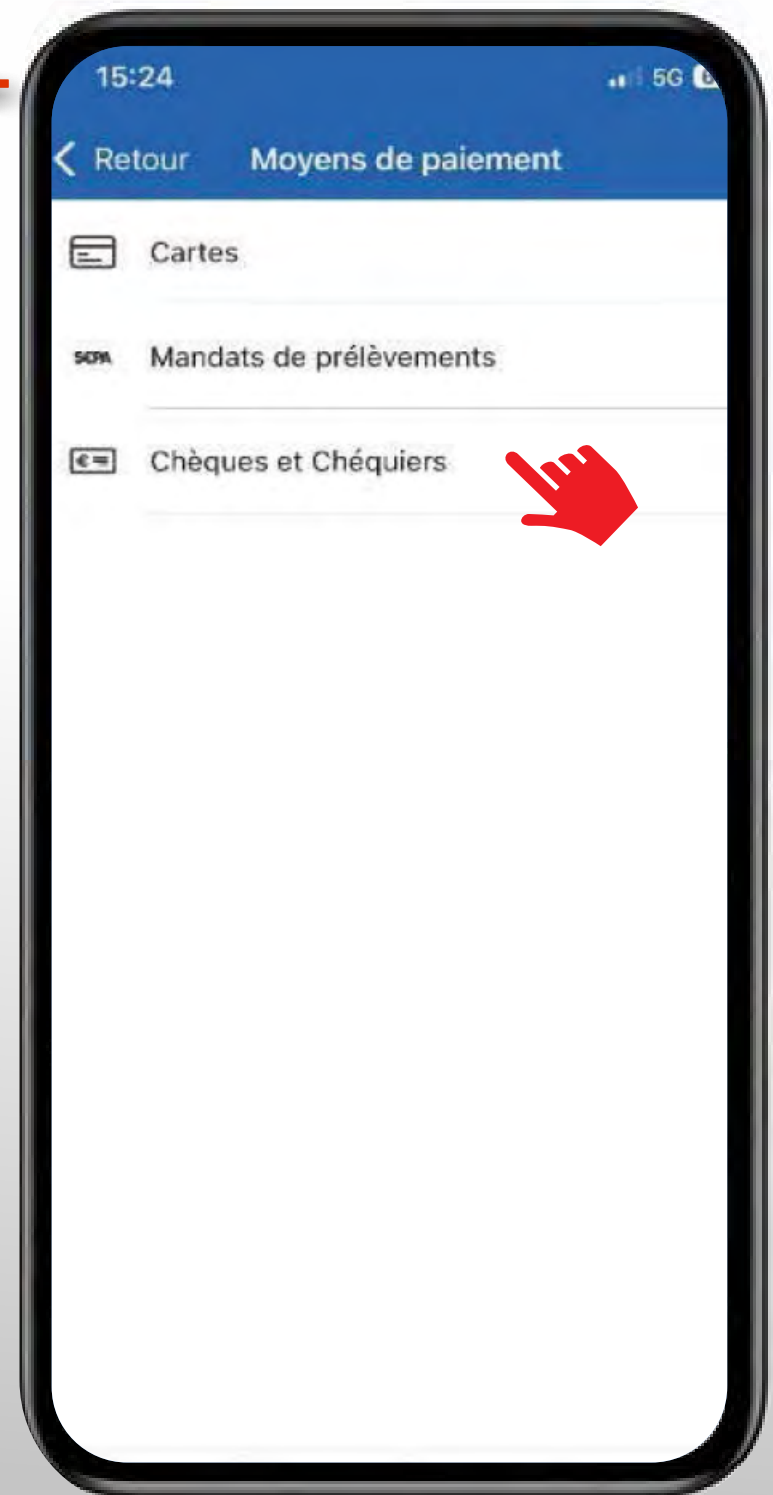 15:24 5G
Retour Moyens de paiement
Cartes
SEPA Mandats de prélèvements
Chèques et Chéquiers